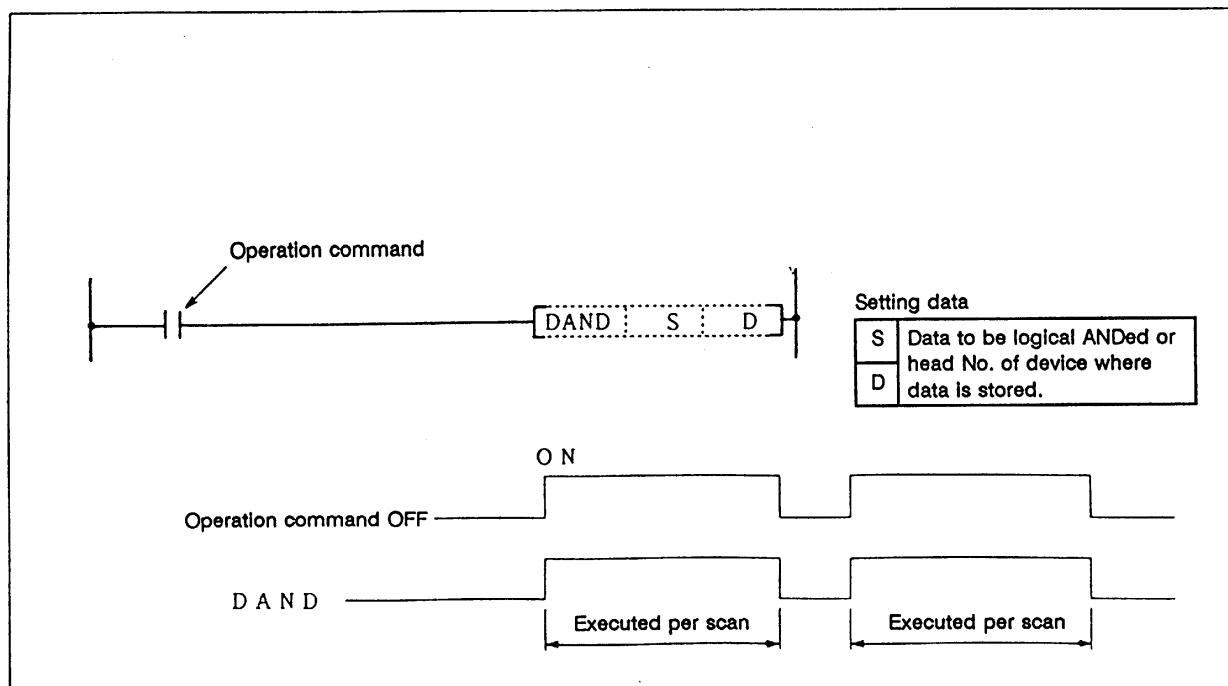 Operation command
DAND S D
Setting data
S Data to be logical ANDed or
head No. of device where
D data is stored.
ON
Operation command OFF
DAND
Executed per scan Executed per scan